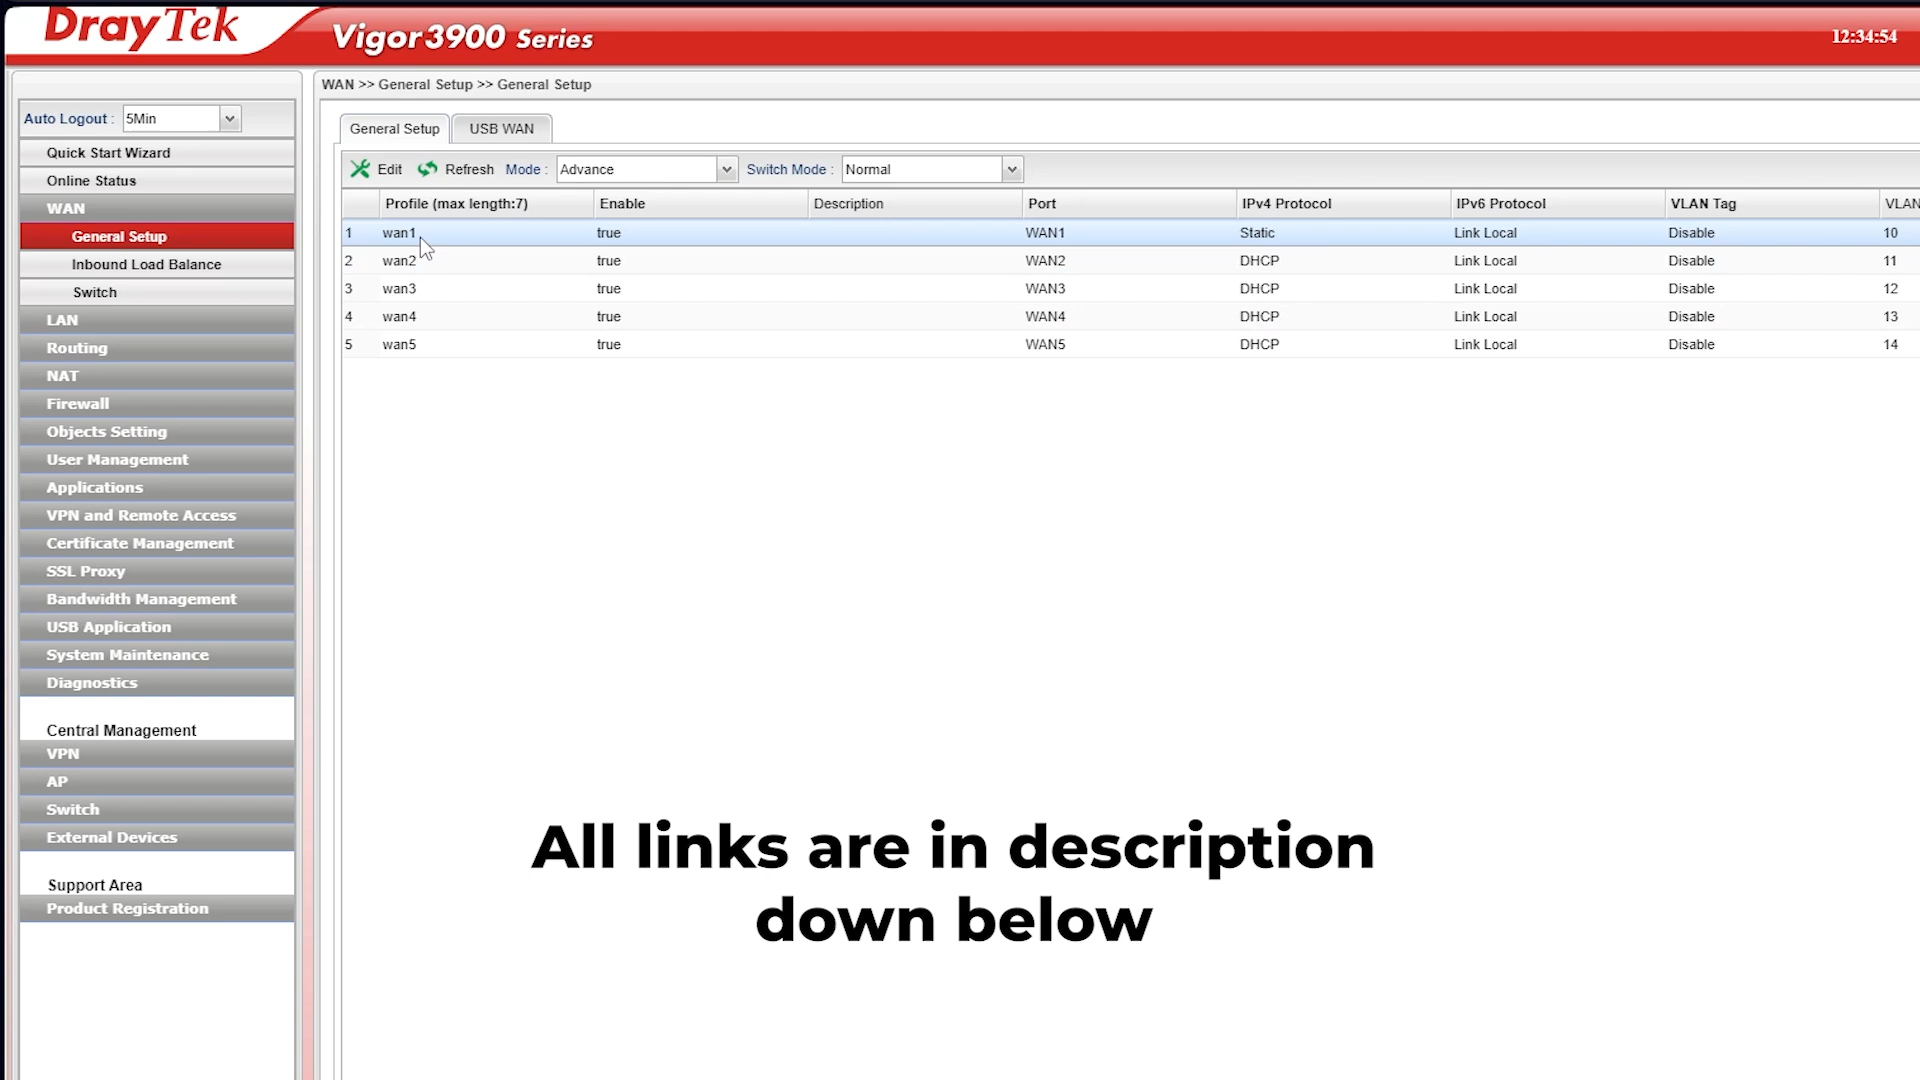 DrayTek
Vigor3900 Series
12:34:54
WAN >> General Setup >> General Setup
Auto Logout : 5Min
Quick Start Wizard
Online Status
WAN
General Setup
Inbound Load Balance
Switch
LAN
Routing
NAT
Firewall
Objects Setting
User Management
Applications
VPN and Remote Access
Certificate Management
SSL Proxy
Bandwidth Management
USB Application
System Maintenance
Diagnostics
Central Management
VPN
AP
Switch
External Devices
Support Area
Product Registration
General Setup USB WAN
Edit Refresh Mode : Advance Switch Mode : Normal
Profile (max length:7) Enable Description Port IPv4 Protocol IPv6 Protocol VLAN Tag VLAN
1 wan1 true WAN1 Static Link Local Disable 10
2 wan2 true WAN2 DHCP Link Local Disable 11
3 wan3 true WAN3 DHCP Link Local Disable 12
4 wan4 true WAN4 DHCP Link Local Disable 13
5 wan5 true WAN5 DHCP Link Local Disable 14
All links are in description
down below